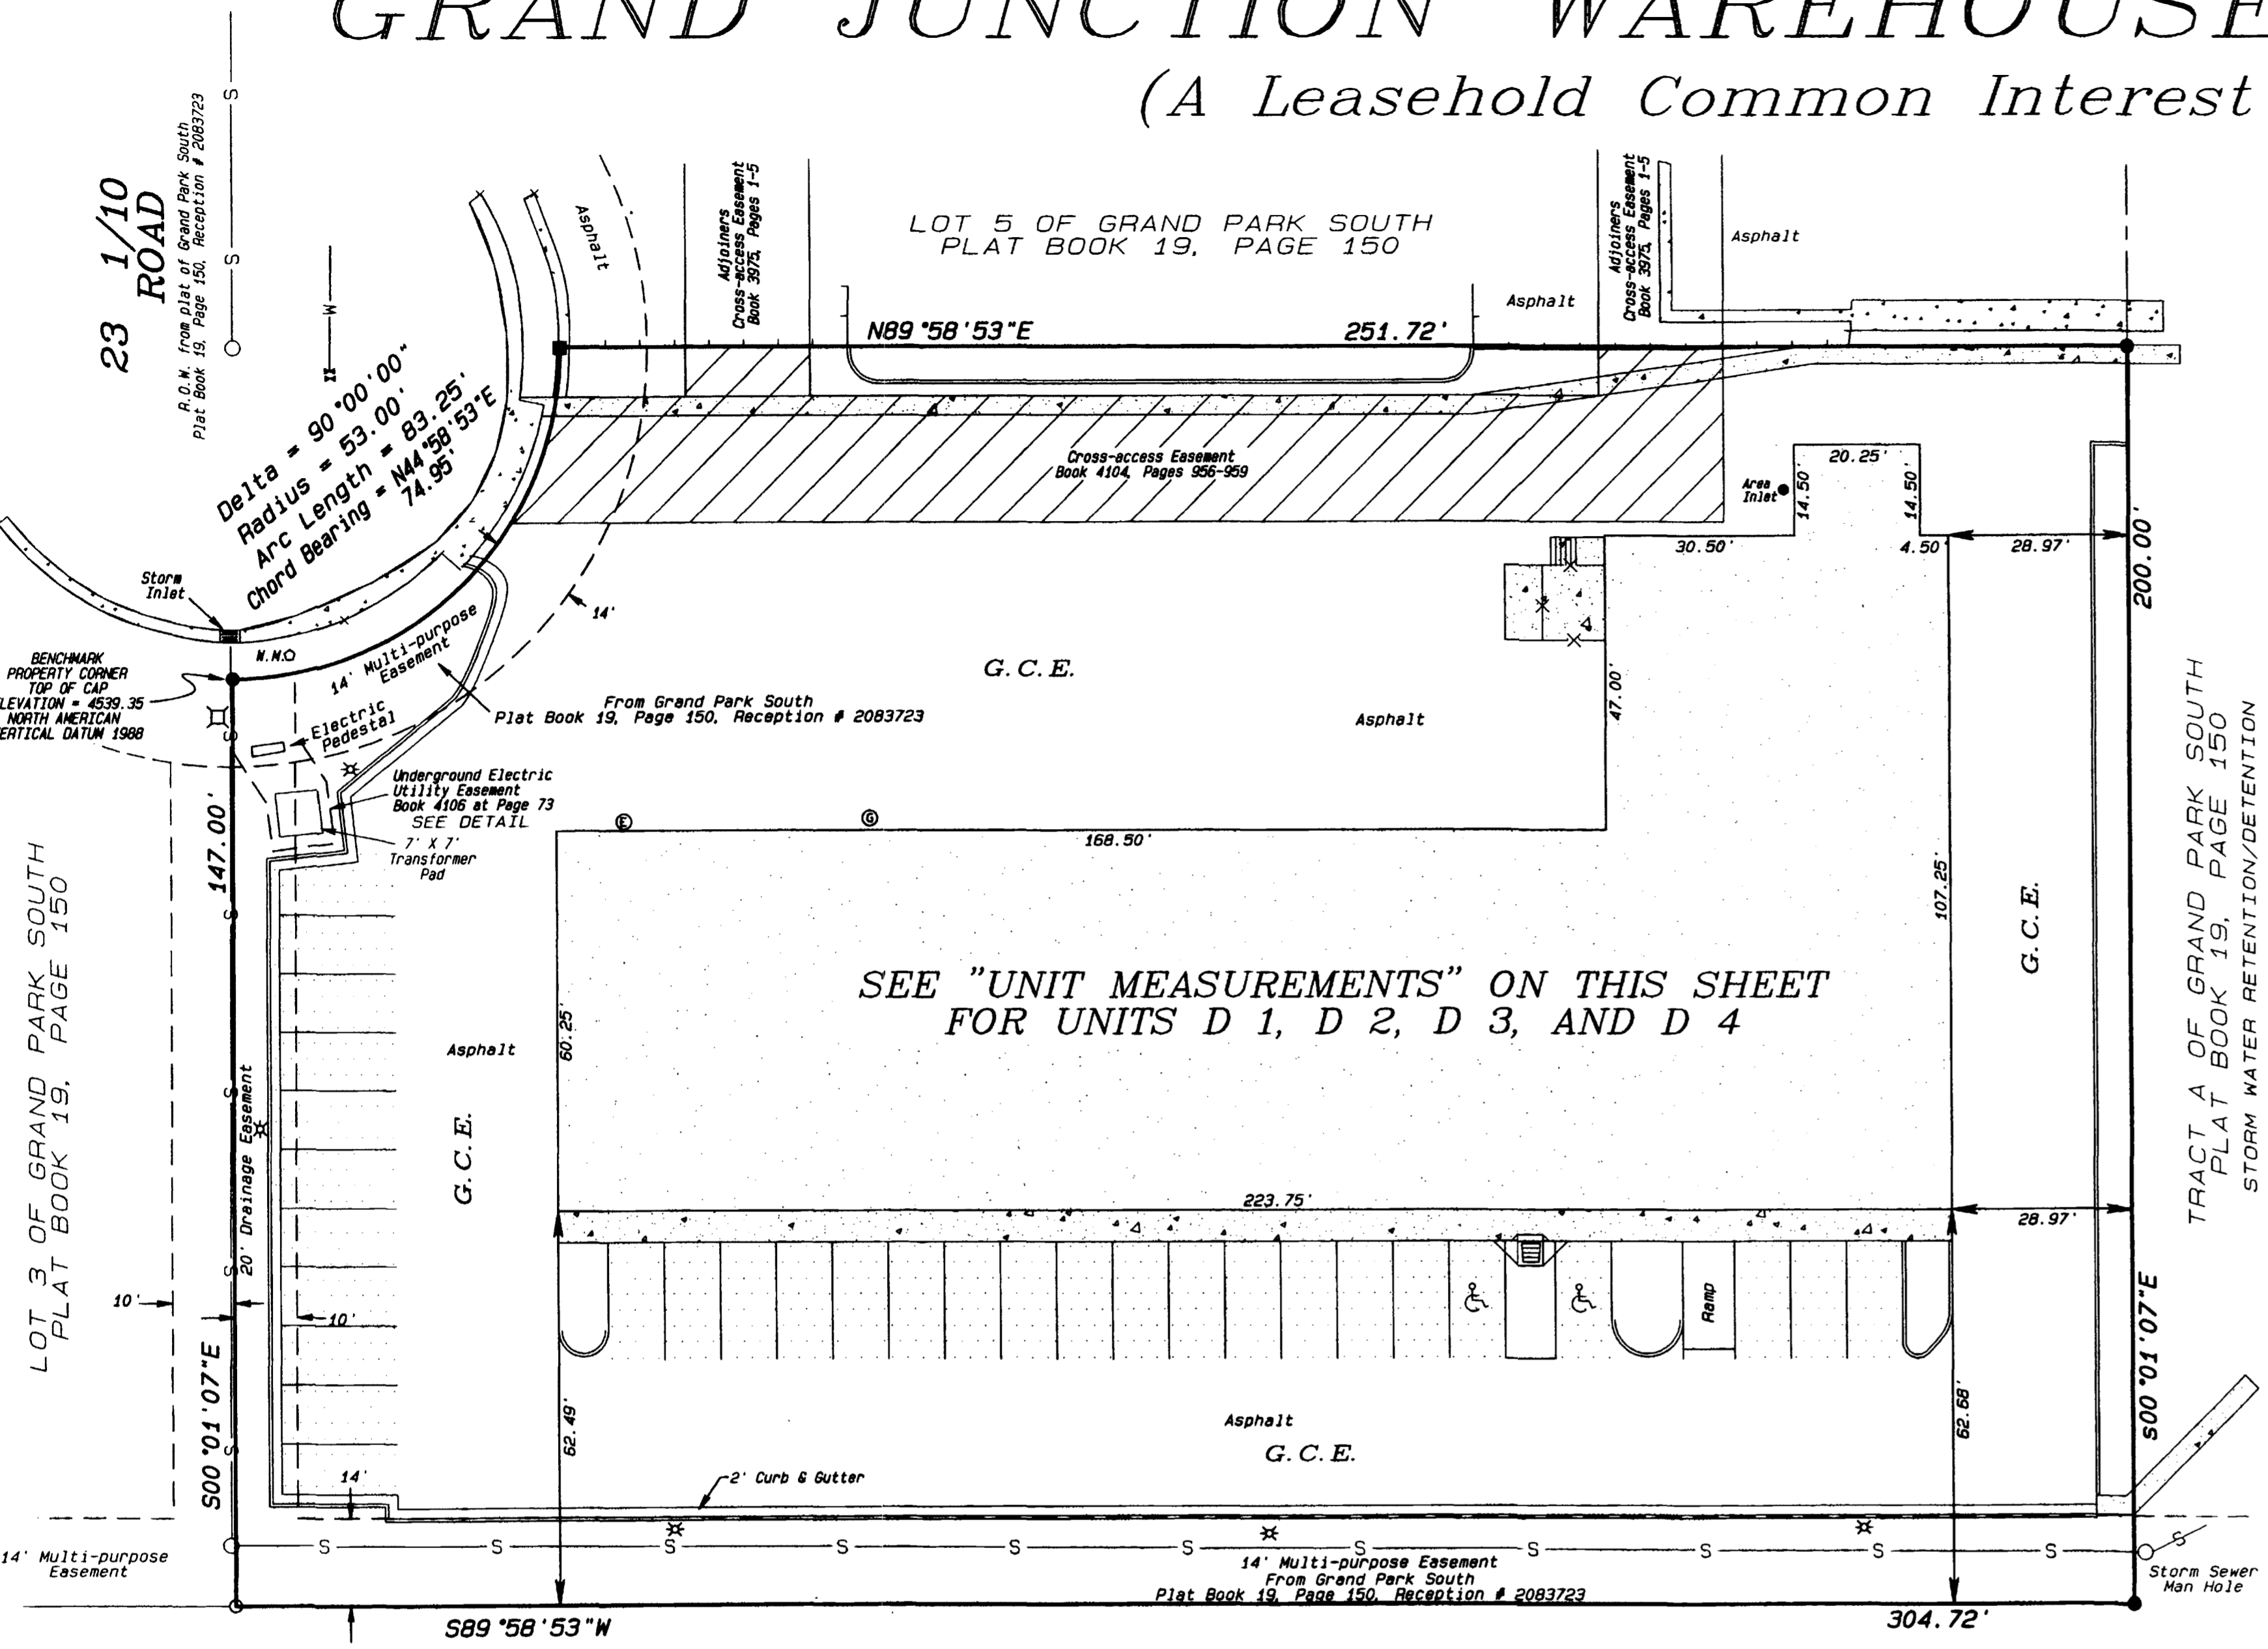 GRAND JUNCTION WAREHOUSE
(A Leasehold Common Interest
23 1/10
ROAD
R.O.W. from plat of Grand Park South
Plat Book 19, Page 150, Reception # 2083723
S
S
M
Delta = 90°00'00"
Radius = 53.00'
Arc Length = 83.25'
Chord Bearing = N44°58'53"E
74.95'
Asphalt
Adjoiners
Cross-access Easement
Book 3975, Pages 1-5
LOT 5 OF GRAND PARK SOUTH
PLAT BOOK 19, PAGE 150
Adjoiners
Cross-access Easement
Book 3975, Pages 1-5
Asphalt
Asphalt
N89°58'53"E
251.72'
Cross-access Easement
Book 4104, Pages 956-959
Area
Inlet
20.25'
14.50'
14.50'
30.50'
4.50'
28.97'
200.00'
Storm
Inlet
W.M.
BENCHMARK
PROPERTY CORNER
TOP OF CAP
LEVATION = 4539.35
NORTH AMERICAN
ERTICAL DATUM 1988
14' Multi-purpose
Easement
14'
From Grand Park South
Plat Book 19, Page 150, Reception # 2083723
Electric
Pedestal
Underground Electric
Utility Easement
Book 4106 at Page 73
SEE DETAIL
7' X 7'
Transformer
Pad
G.C.E.
Asphalt
47.00'
E
G
168.50'
147.00'
LOT 3 OF GRAND PARK SOUTH
PLAT BOOK 19, PAGE 150
20' Drainage Easement
Asphalt
G.C.E.
60.25'
SEE "UNIT MEASUREMENTS" ON THIS SHEET
FOR UNITS D 1, D 2, D 3, AND D 4
107.25'
G.C.E.
TRACT A OF GRAND PARK SOUTH
PLAT BOOK 19, PAGE 150
STORM WATER RETENTION/DETENTION
223.75'
28.97'
10'
10'
Ramp
S00°01'07"E
S00°01'07"E
62.49'
Asphalt
G.C.E.
62.68'
2' Curb & Gutter
14'
14' Multi-purpose
Easement
S S S S S S S S S S S S
14' Multi-purpose Easement
From Grand Park South
Plat Book 19, Page 150, Reception # 2083723
Storm Sewer
Man Hole
S89°58'53"W
304.72'